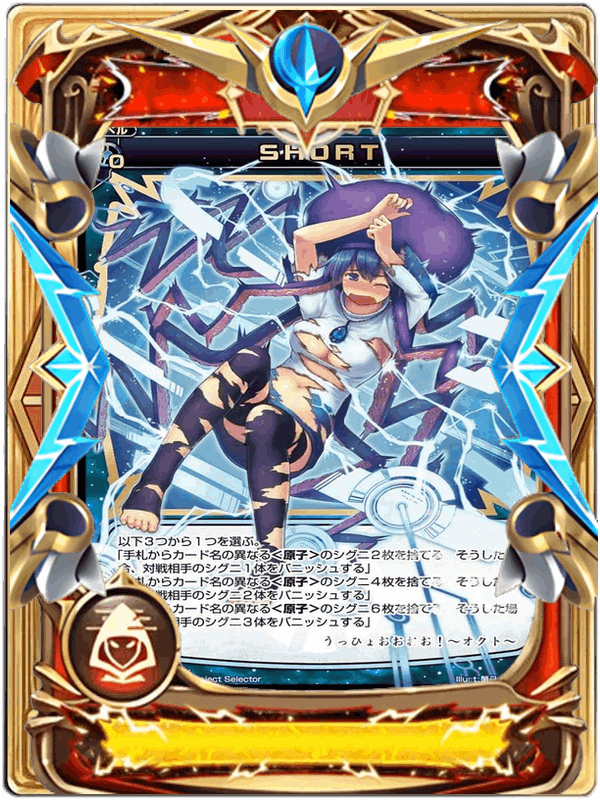 ベル
0
SHORT
以下3つから1つを選ぶ。
「手札からカード名の異なる<原子>のシグニ2枚を捨てる そうした
合、対戦相手のシグニ1体をバニッシュする」
札からカード名の異なる<原子>のシグニ4枚を捨て そうした
戦相手のシグニ2体をバニッシュする」
らカード名の異なる<原子>のシグニ6枚を捨て そうした場
相手のシグニ3体をバニッシュする」
うっひょおおおお!~オクト~
lect Selector
Illust: